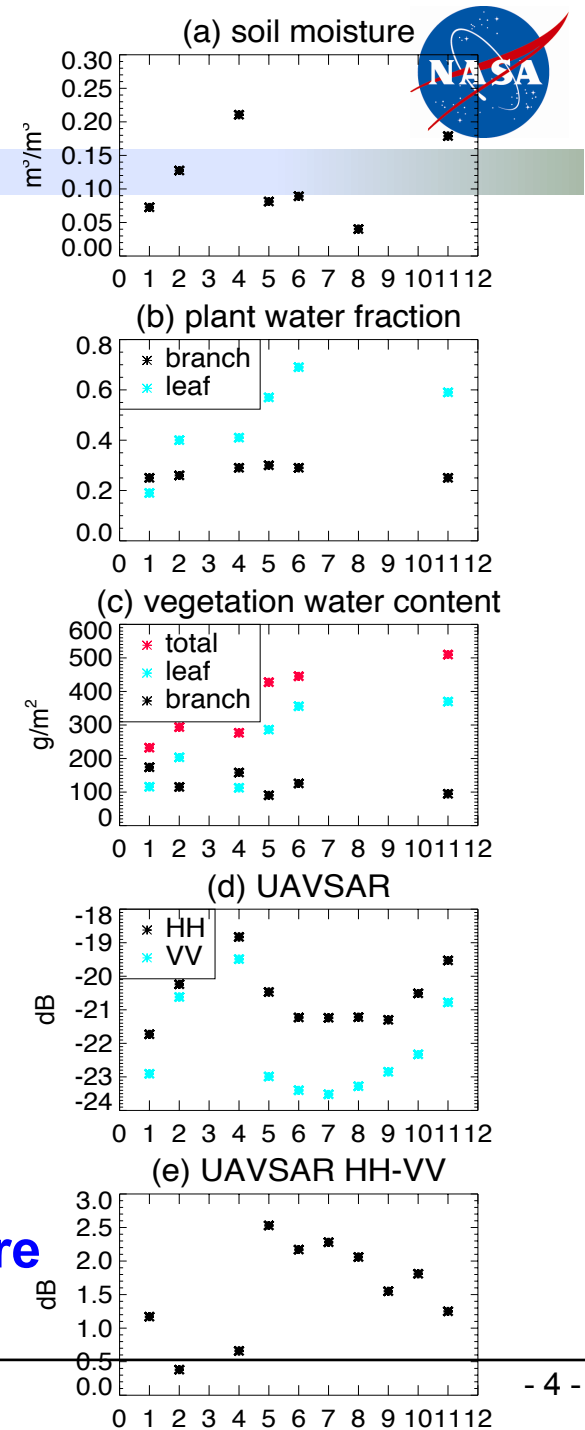 (a) soil moisture
NASA
0.30
0.25
0.20
0.15
0.10
0.05
0.00
m³/m³
0 1 2 3 4 5 6 7 8 9 101112
(b) plant water fraction
0.8
0.6
0.4
0.2
0.0
branch
leaf
0 1 2 3 4 5 6 7 8 9 101112
(c) vegetation water content
600
500
400
300
200
100
0
g/m²
total
leaf
branch
0 1 2 3 4 5 6 7 8 9 101112
(d) UAVSAR
-18
-19
-20
-21
-22
-23
-24
dB
HH
VV
0 1 2 3 4 5 6 7 8 9 101112
(e) UAVSAR HH-VV
3.0
2.5
2.0
1.5
1.0
0.5
0.0
dB
re
0 1 2 3 4 5 6 7 8 9 101112
- 4 -